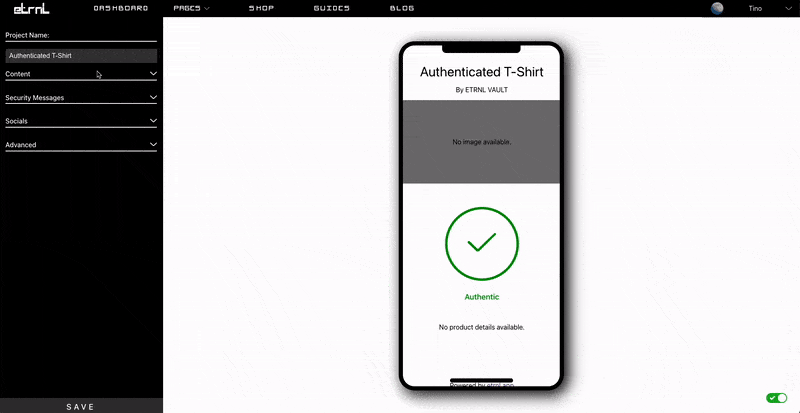 etrnl DASHBOARD PAGES SHOP GUIDES BLOG Tino
Project Name:
Authenticated T-Shirt
Content
Security Messages
Socials
Advanced
SAVE
Authenticated T-Shirt
By ETRNL VAULT
No image available.
Authentic
No product details available.
Powered by etrnl.app